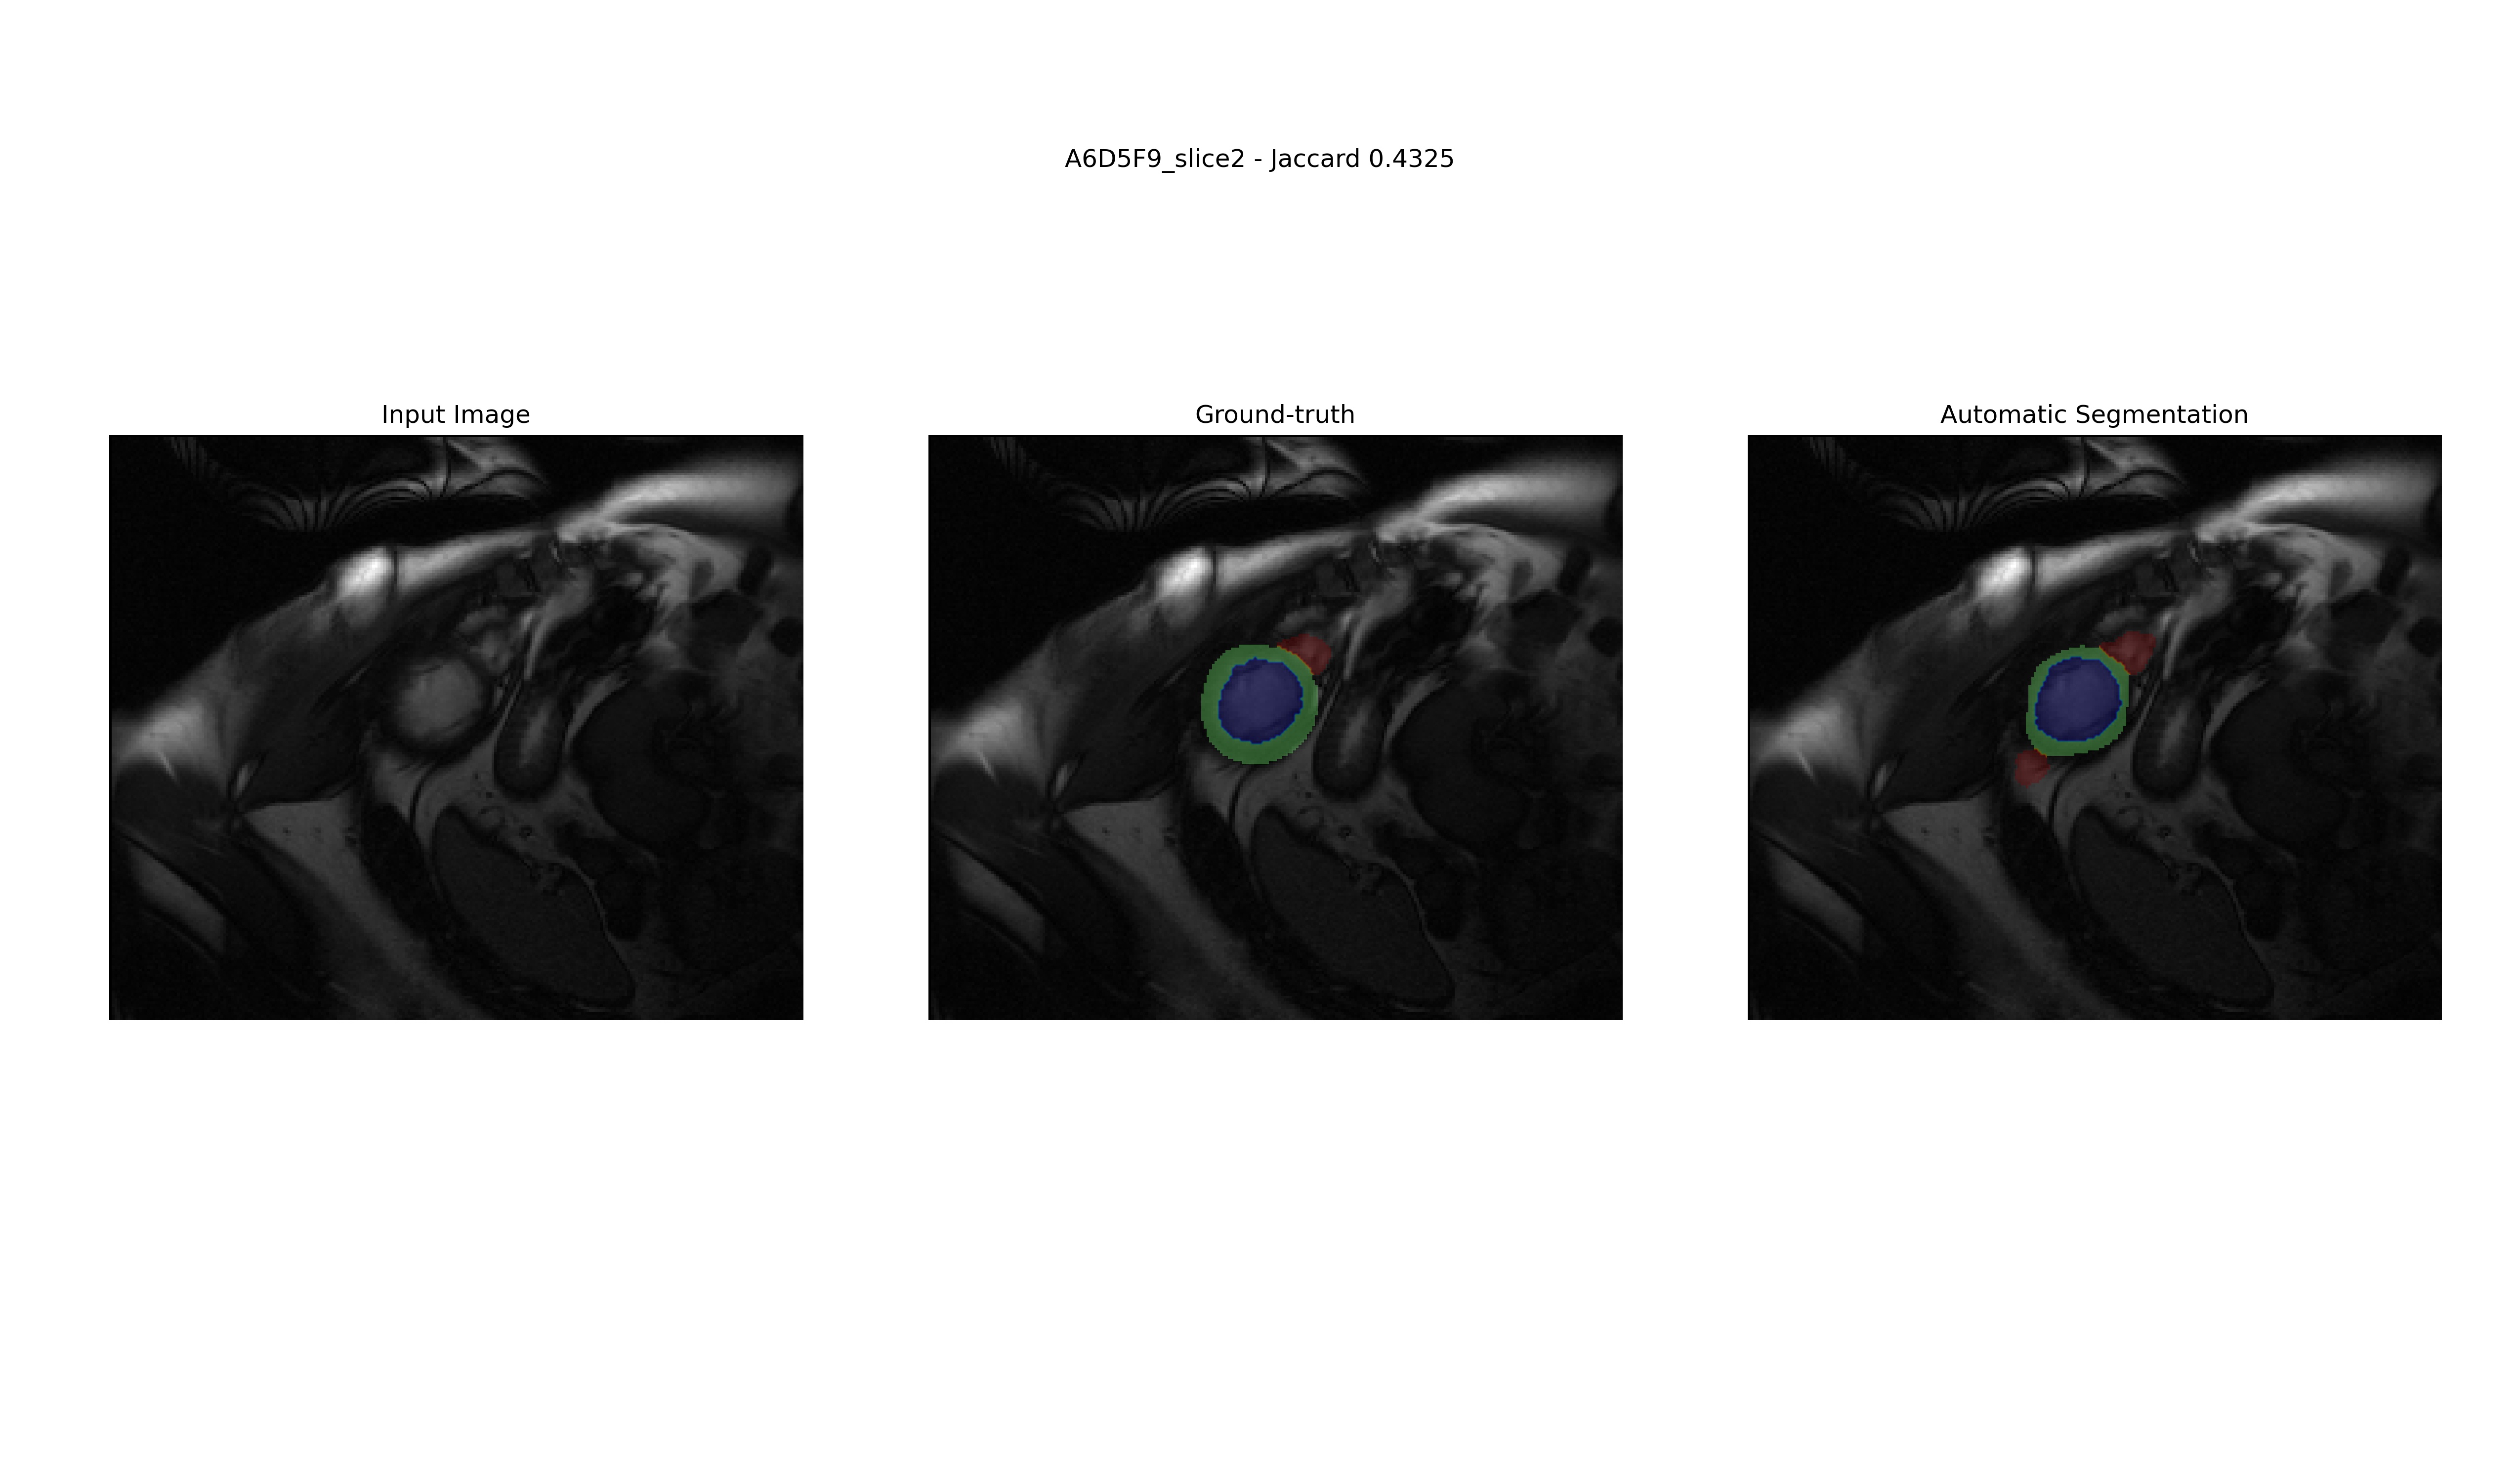 A6D5F9_slice2 - Jaccard 0.4325
Input Image
Ground-truth
Automatic Segmentation